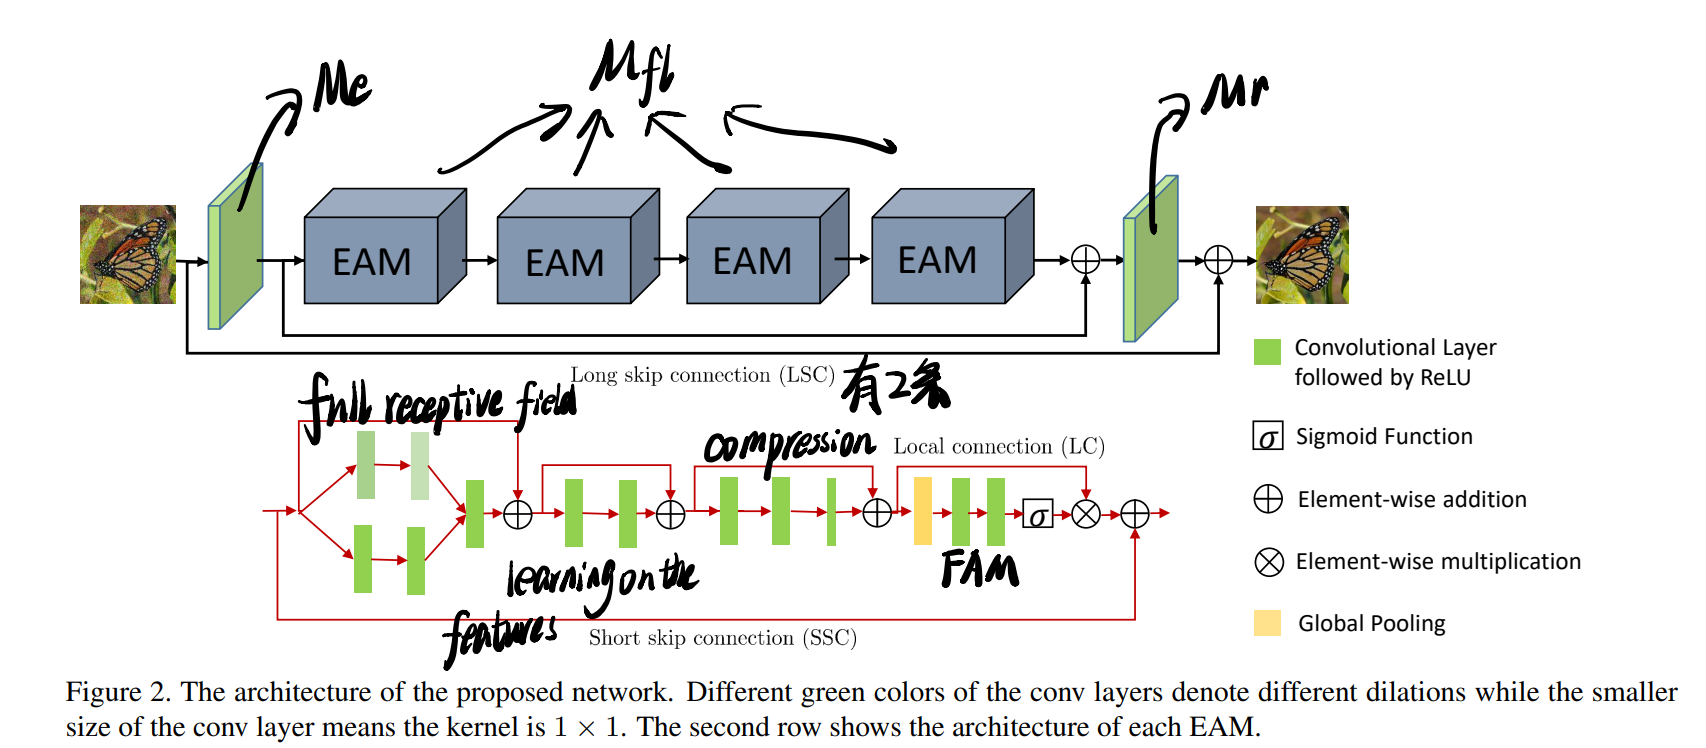 Me
Mfl
Mr
EAM
EAM
EAM
EAM
Long skip connection (LSC)
有2条
full receptive field
compression
Local connection (LC)
σ
FAM
learning on the
features
Short skip connection (SSC)
Convolutional Layer
followed by ReLU
σ Sigmoid Function
Element-wise addition
Element-wise multiplication
Global Pooling
Figure 2. The architecture of the proposed network. Different green colors of the conv layers denote different dilations while the smaller
size of the conv layer means the kernel is 1 × 1. The second row shows the architecture of each EAM.